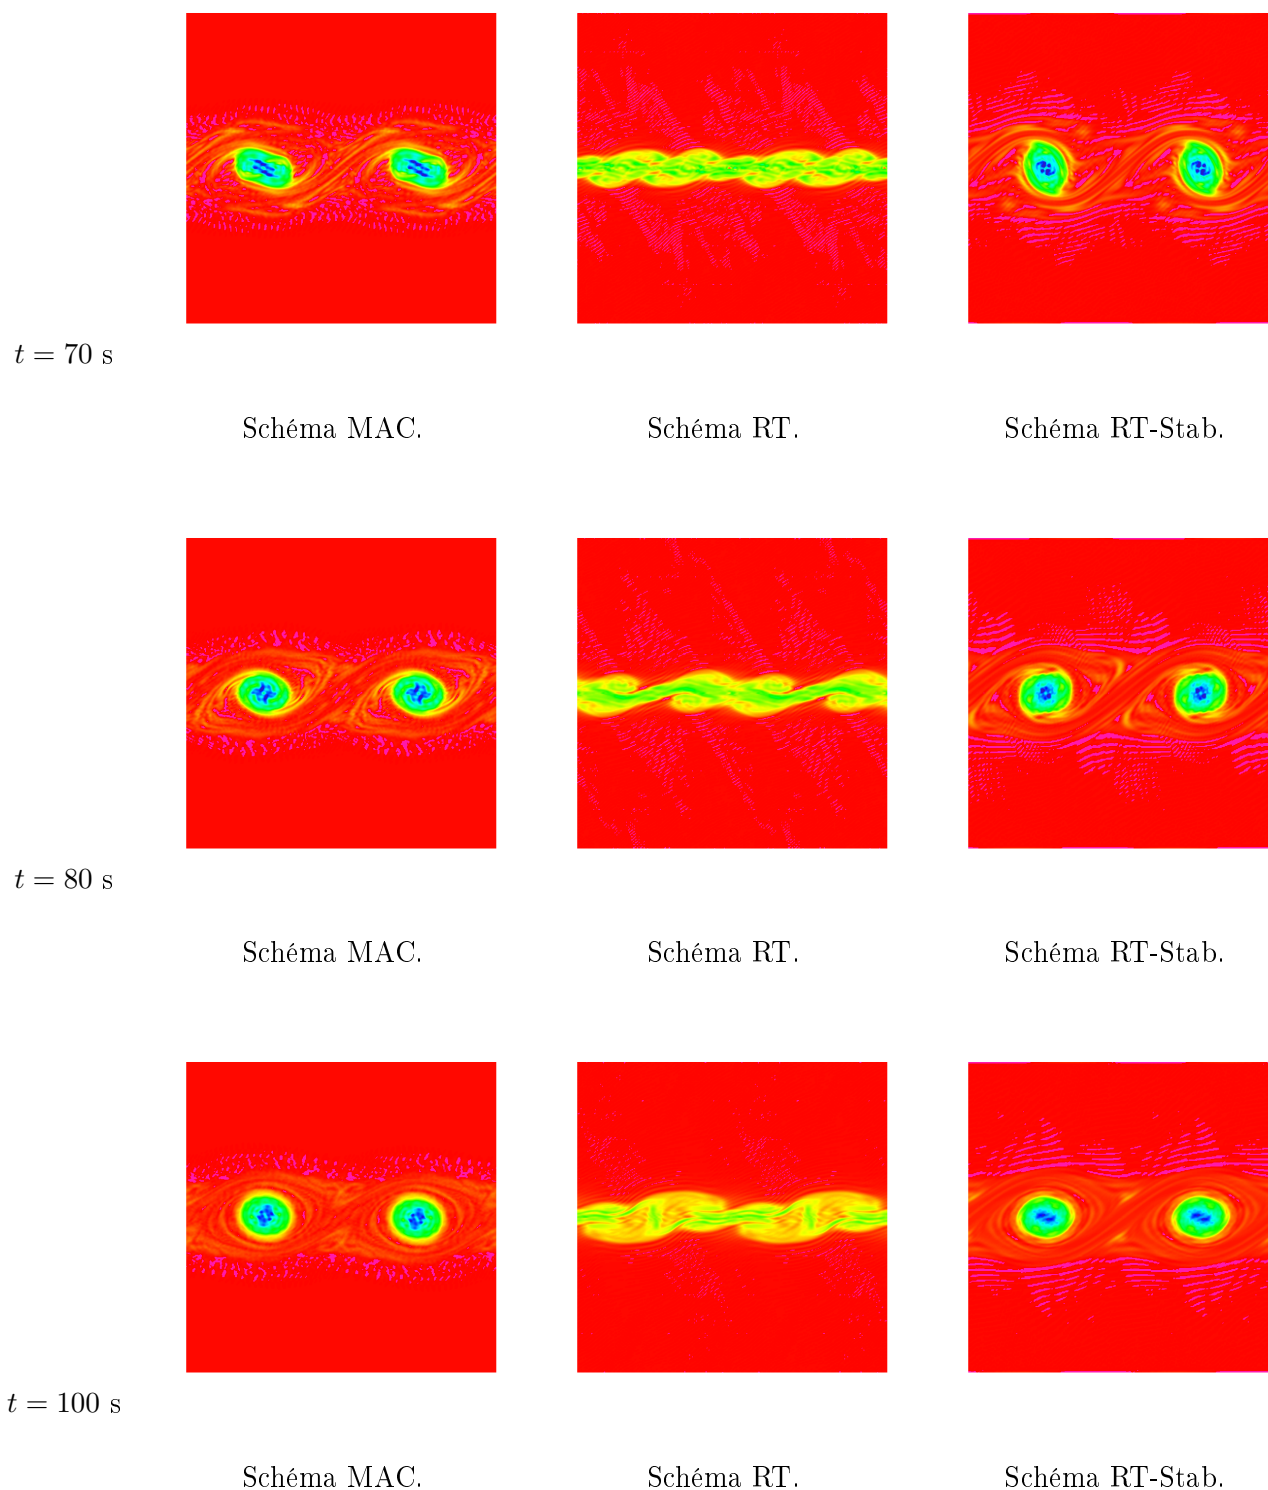 t = 70 s
Schéma MAC. Schéma RT. Schéma RT-Stab.
t = 80 s
Schéma MAC. Schéma RT. Schéma RT-Stab.
t = 100 s
Schéma MAC. Schéma RT. Schéma RT-Stab.